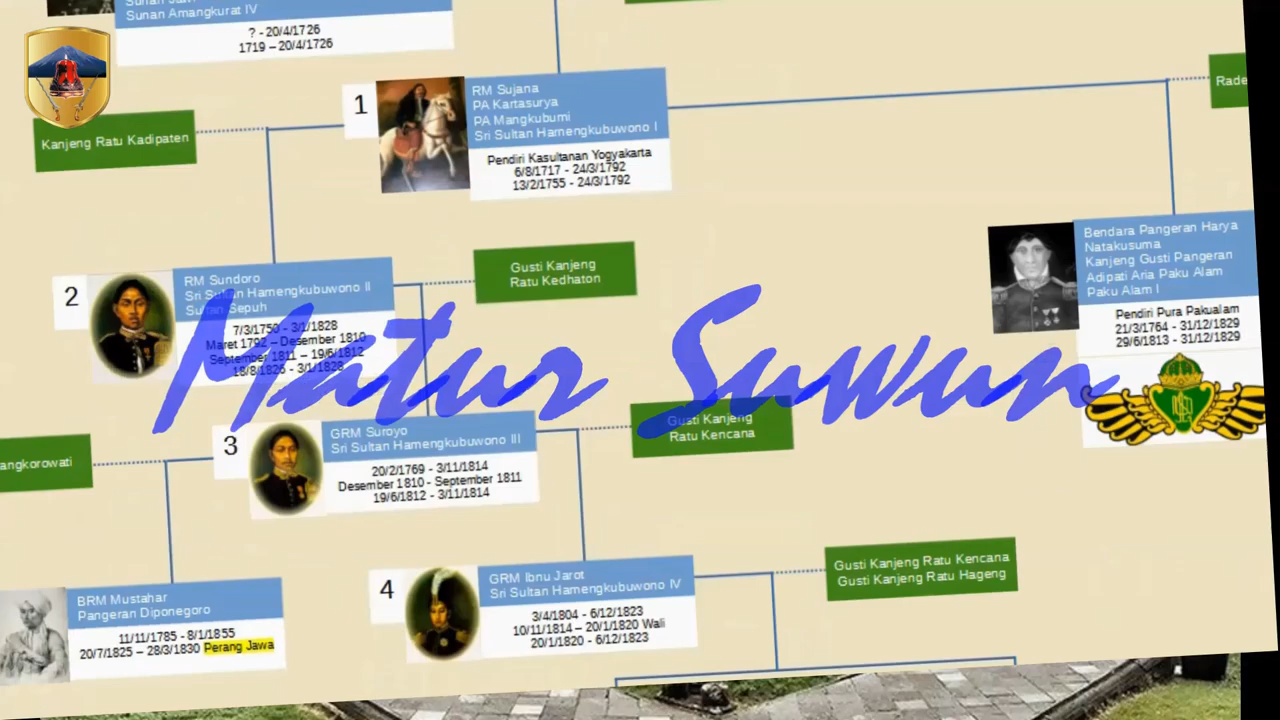 Sunan Amangkurat IV
? - 20/4/1726
1719 – 20/4/1726
1
RM Sujana
PA Kartasurya
PA Mangkubumi
Sri Sultan Hamengkubuwono I
Pendiri Kasultanan Yogyakarta
6/8/1717 - 24/3/1792
13/2/1755 - 24/3/1792
Kanjeng Ratu Kadipaten
Bendara Pangeran Harya
Natakusuma
Kanjeng Gusti Pangeran
Adipati Aria Paku Alam
Paku Alam I
Pendiri Pura Pakualam
21/3/1764 - 31/12/1829
29/6/1813 - 31/12/1829
2
RM Sundoro
Sri Sultan Hamengkubuwono II
Sultan Sepuh
7/3/1750 - 3/1/1828
Maret 1792 – Desember 1810
September 1811 – 19/6/1812
18/8/1826 - 3/1/1828
Gusti Kanjeng
Ratu Kedhaton
Matur Suwun
3
GRM Suroyo
Sri Sultan Hamengkubuwono III
20/2/1769 - 3/11/1814
Desember 1810 - September 1811
19/6/1812 - 3/11/1814
Gusti Kanjeng
Ratu Kencana
angkorowati
BRM Mustahar
Pangeran Diponegoro
11/11/1785 - 8/1/1855
20/7/1825 – 28/3/1830 Perang Jawa
4
GRM Ibnu Jarot
Sri Sultan Hamengkubuwono IV
3/4/1804 - 6/12/1823
10/11/1814 – 20/1/1820 Wali
20/1/1820 - 6/12/1823
Gusti Kanjeng Ratu Kencana
Gusti Kanjeng Ratu Hageng